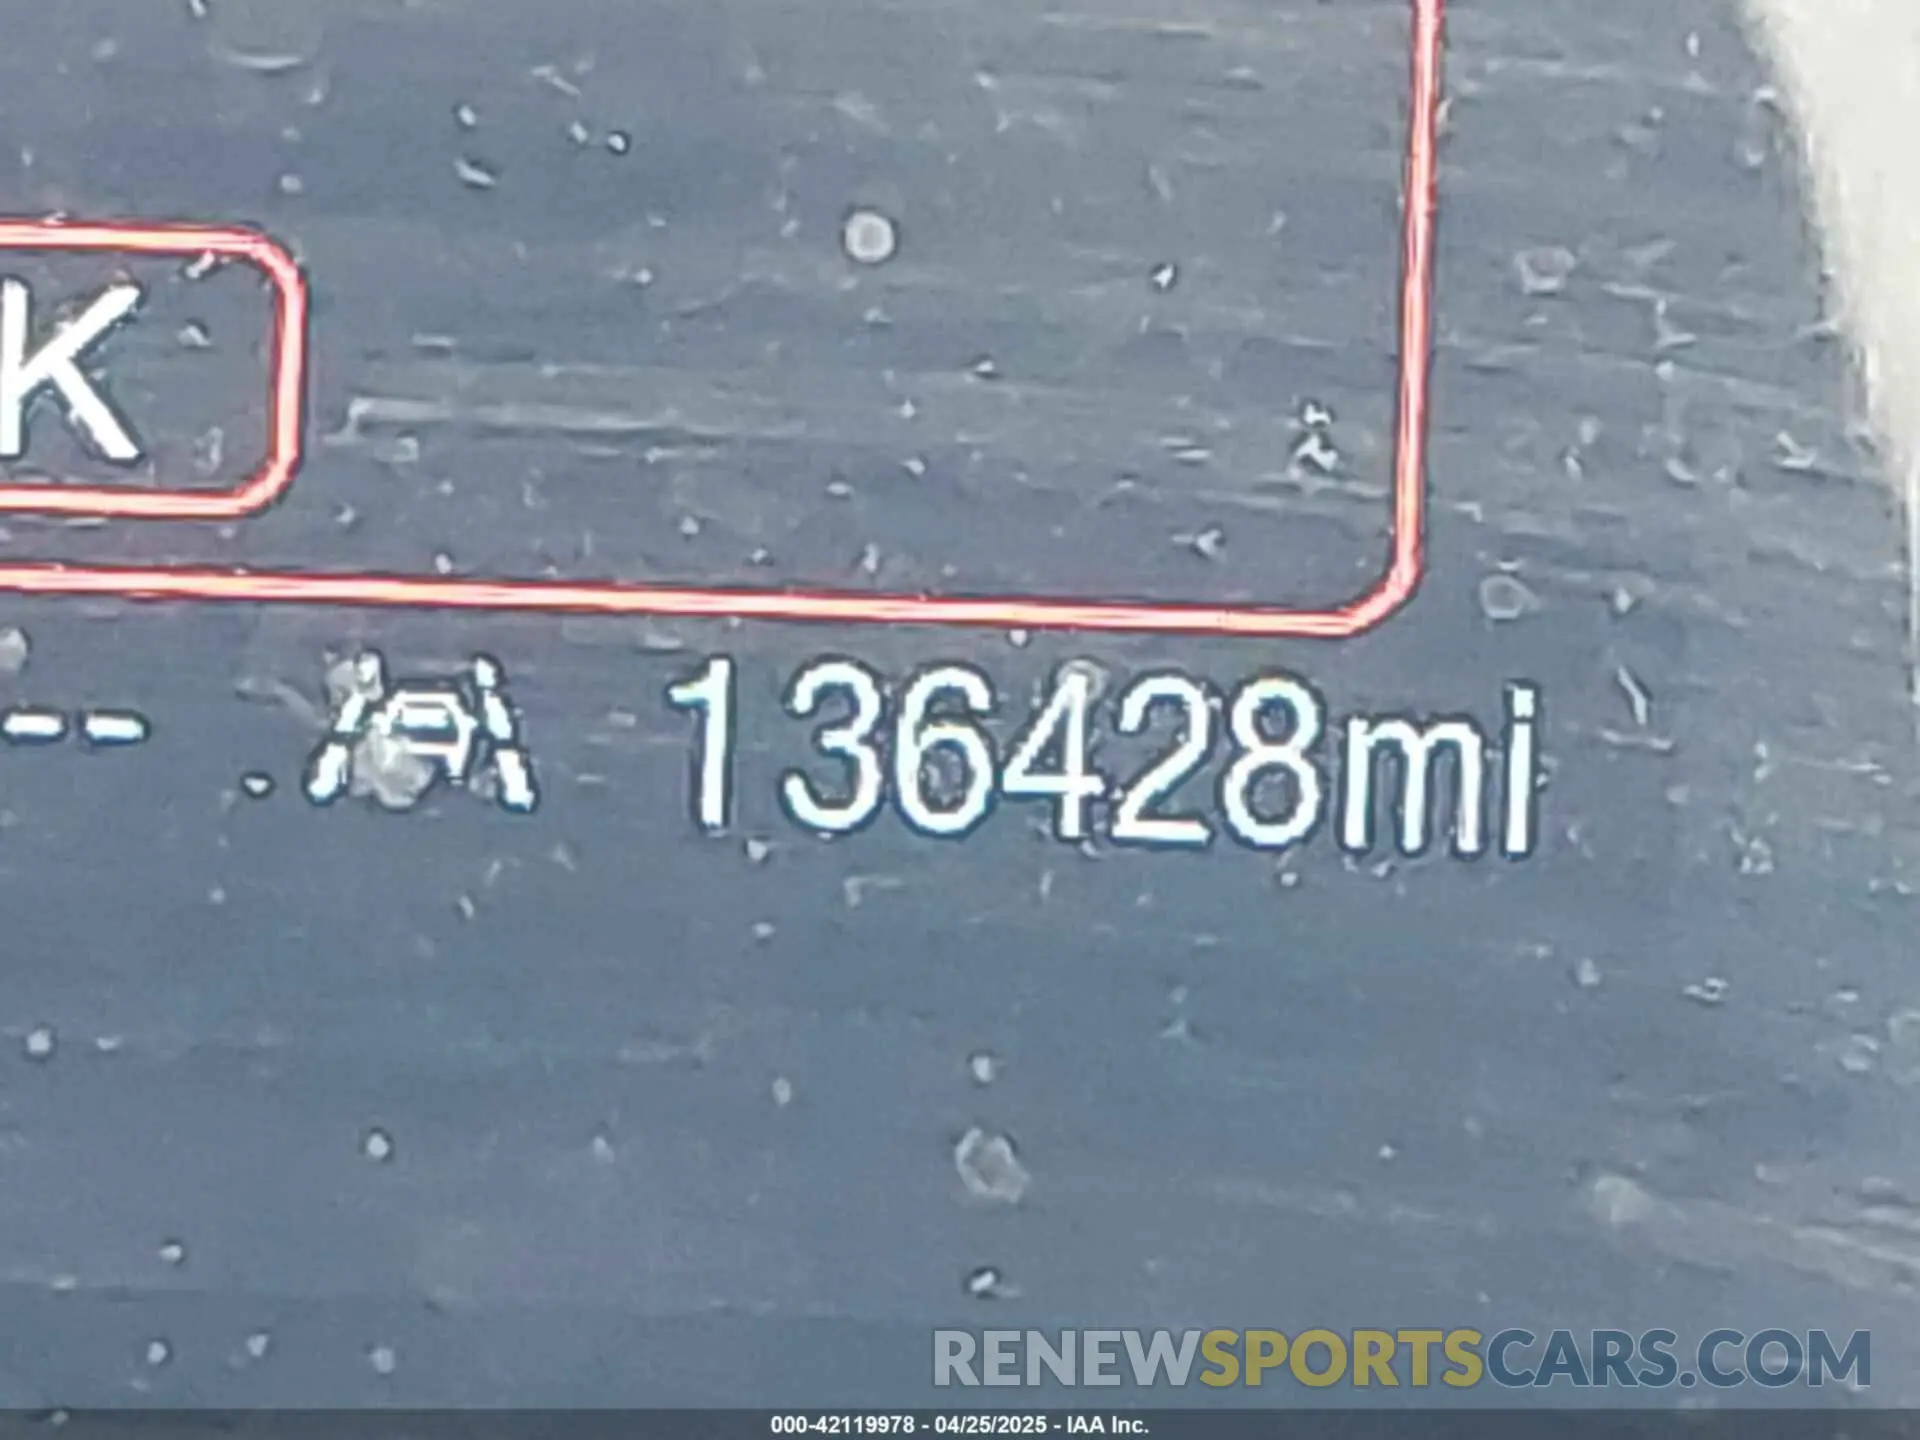 K
-- 136428mi
RENEWSPORTSCARS.COM
000-42119978 - 04/25/2025 - IAA Inc.